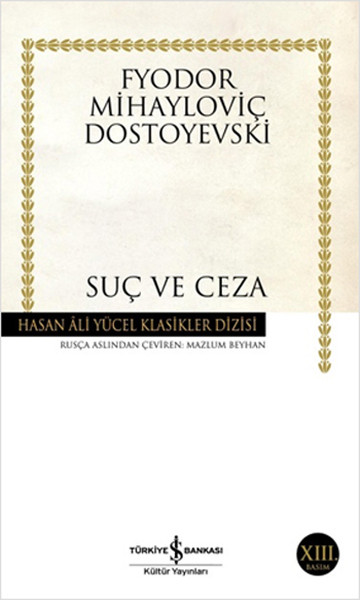 FYODOR
MİHAYLOVİÇ
DOSTOYEVSKİ
SUÇ VE CEZA
HASAN ÂLİ YÜCEL KLASİKLER DİZİSİ
RUSÇA ASLINDAN ÇEVİREN: MAZLUM BEYHAN
XIII.
BASIM
TÜRKİYE İŞ BANKASI
Kültür Yayınları